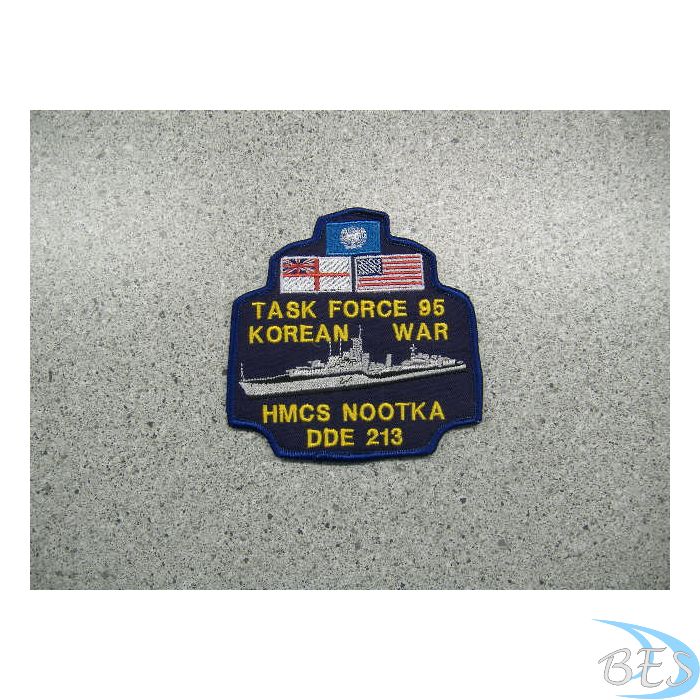 TASK FORCE 95
KOREAN WAR
HMCS NOOTKA
DDE 213
BES